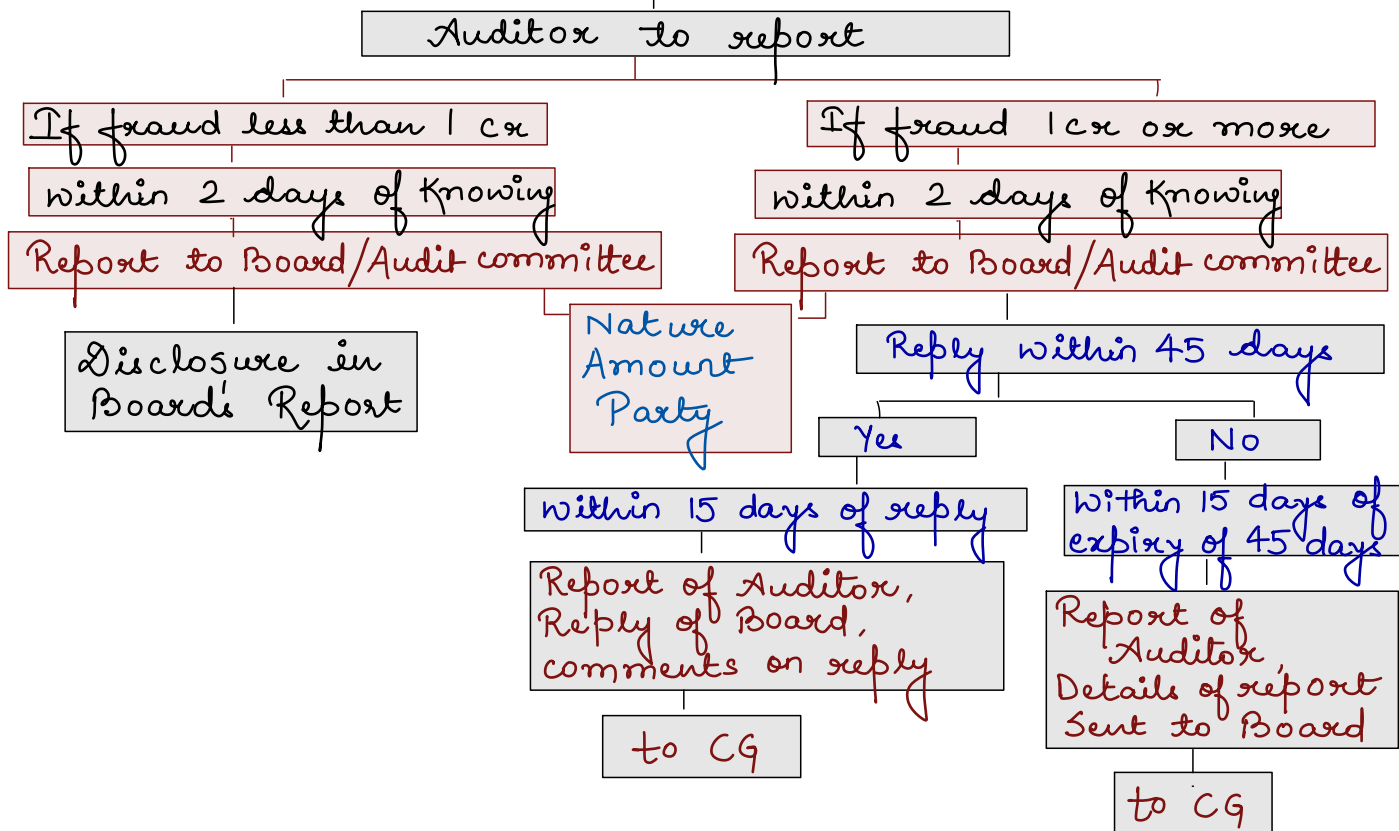 Auditor to report
If fraud less than 1 cr
If fraud 1cr or more
within 2 days of Knowing
within 2 days of Knowing
Report to Board/Audit committee
Report to Board/Audit committee
Disclosure in
Board's Report
Nature
Amount
Party
Reply within 45 days
Yes
No
within 15 days of reply
Within 15 days of
expiry of 45 days
Report of Auditor,
Reply of Board,
comments on reply
Report of
Auditor,
Details of report
Sent to Board
to CG
to CG